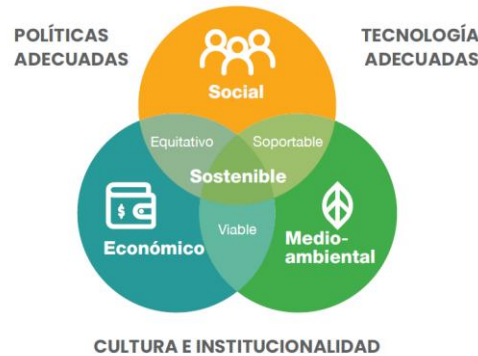 POLÍTICAS
ADECUADAS
TECNOLOGÍA
ADECUADAS
Social
Equitativo
Soportable
Sostenible
$
Económico
Viable
Medio-
ambiental
CULTURA E INSTITUCIONALIDAD